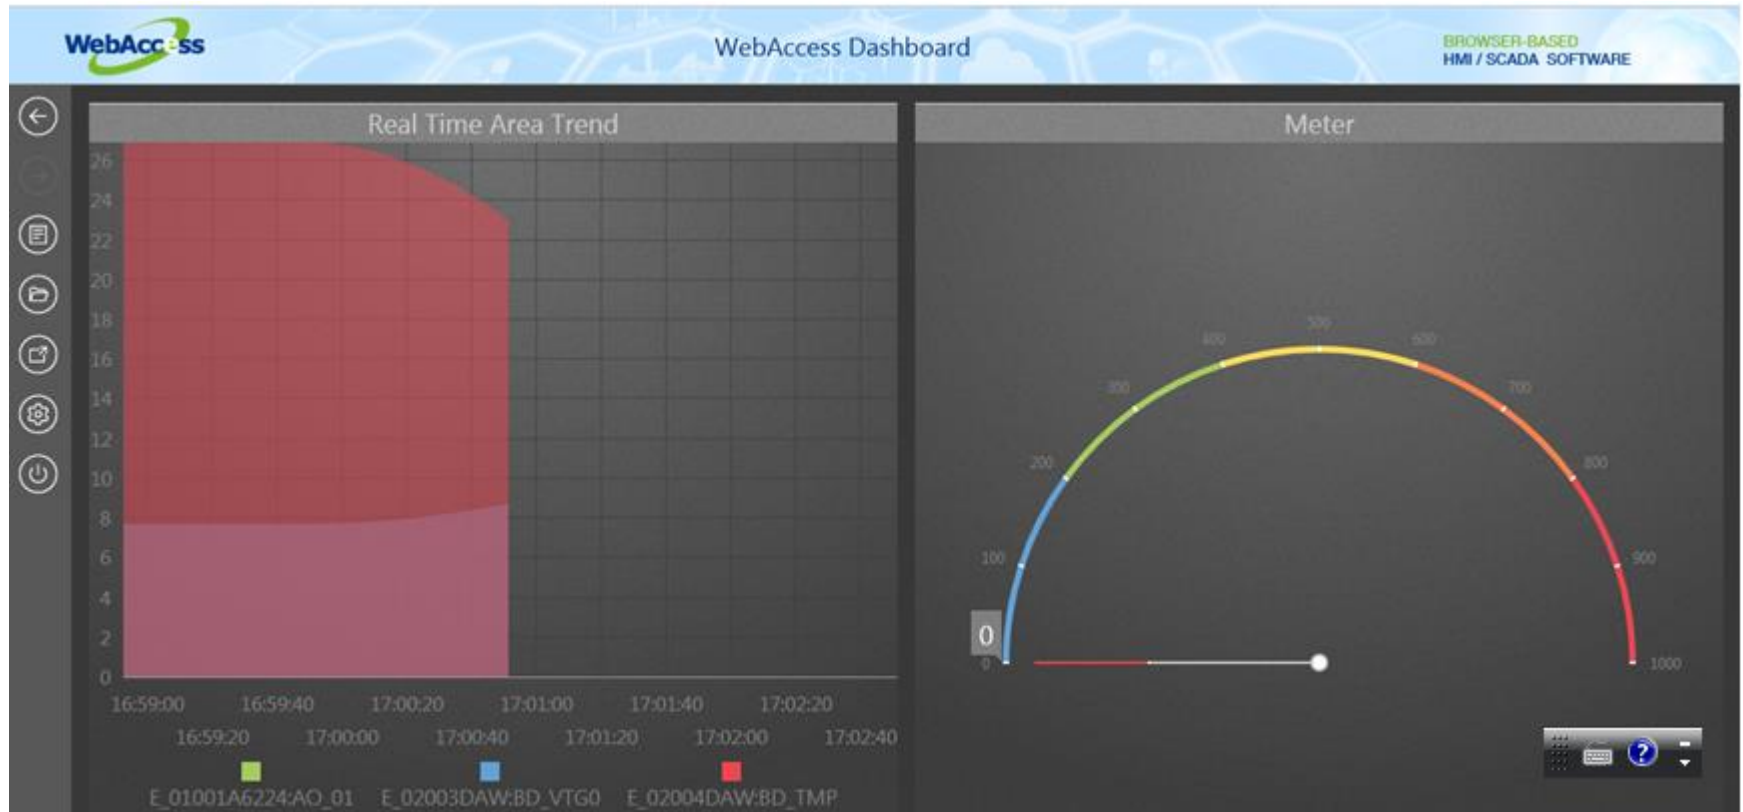 WebAccess
WebAccess Dashboard
BROWSER-BASED
HMI / SCADA SOFTWARE
Real Time Area Trend
26
24
22
20
18
16
14
12
10
8
6
4
2
0
16:59:00 16:59:40 17:00:20 17:01:00 17:01:40 17:02:20
16:59:20 17:00:00 17:00:40 17:01:20 17:02:00 17:02:40
E_01001A6224:AO_01 E_02003DAW:BD_VTG0 E_02004DAW:BD_TMP
Meter
500
400 600
300 700
200 800
100 900
0
0 1000
?